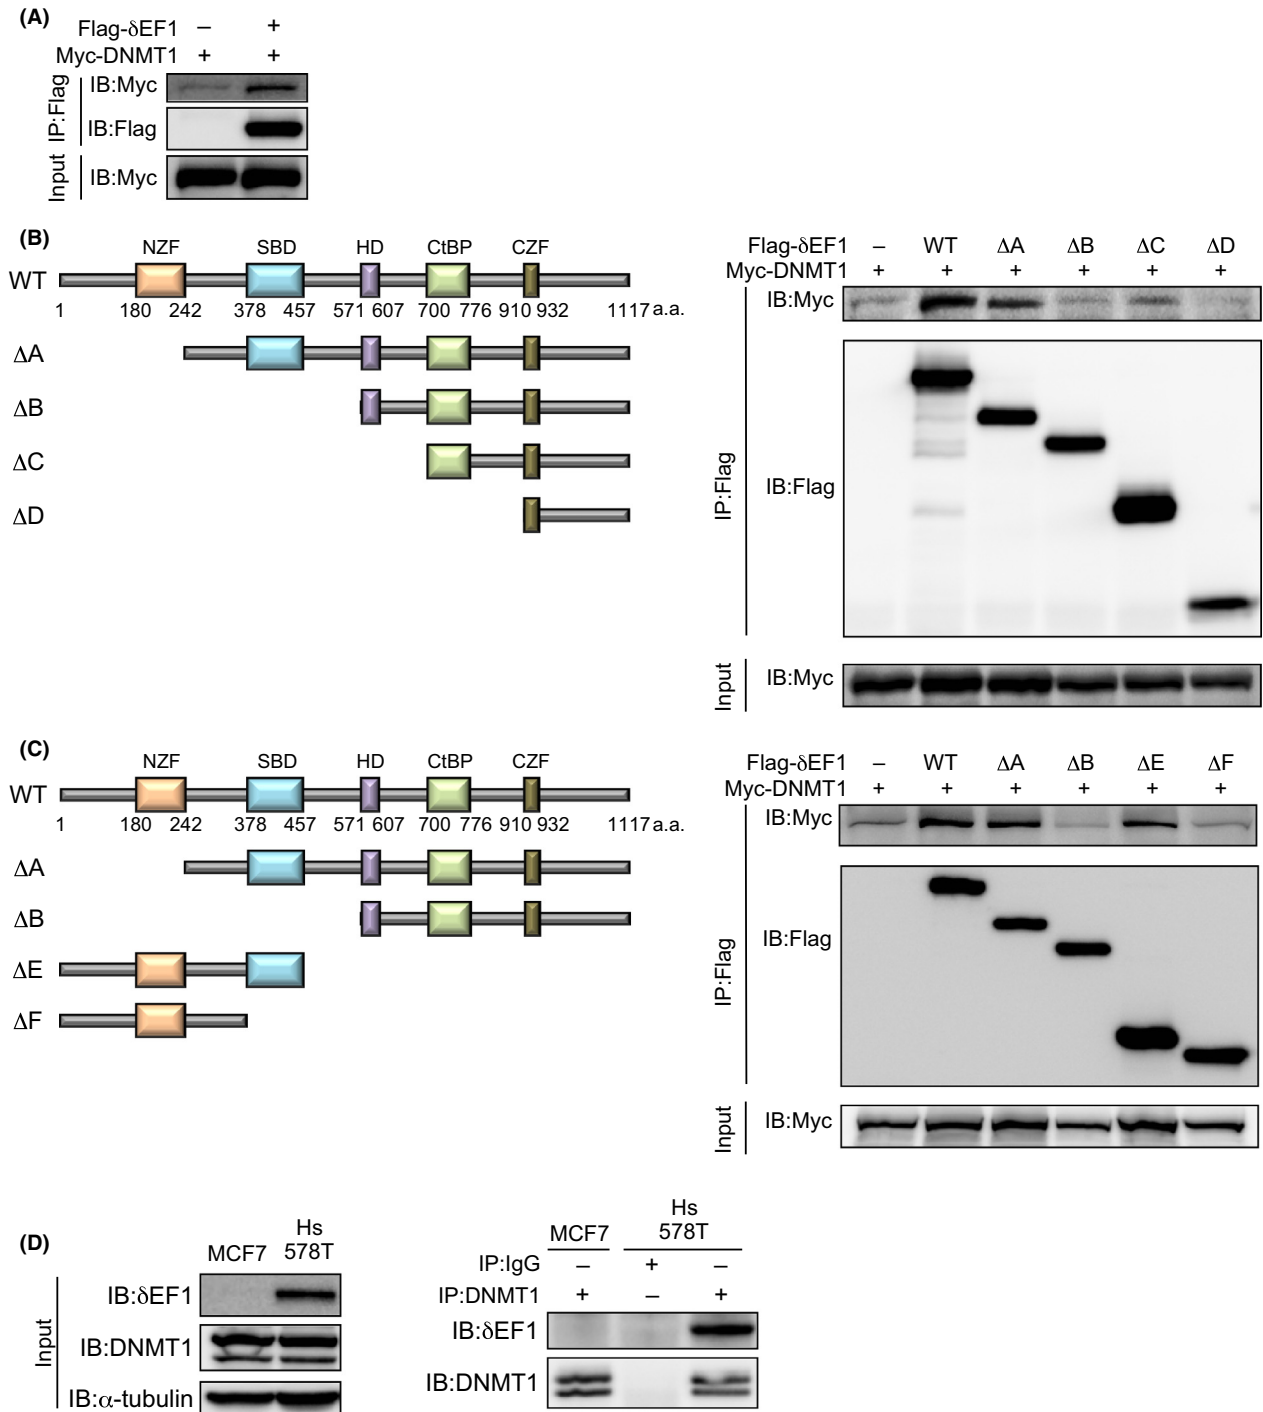 (A)
Flag-δEF1 – +
Myc-DNMT1 + +
IP:Flag
IB:Myc
IB:Flag
Input
IB:Myc
(B)
NZF SBD HD CtBP CZF
WT
1 180 242 378 457 571 607 700 776 910 932 1117 a.a.
ΔA
ΔB
ΔC
ΔD
Flag-δEF1 – WT ΔA ΔB ΔC ΔD
Myc-DNMT1 + + + + + +
IP:Flag
IB:Myc
IB:Flag
Input
IB:Myc
(C)
NZF SBD HD CtBP CZF
WT
1 180 242 378 457 571 607 700 776 910 932 1117 a.a.
ΔA
ΔB
ΔE
ΔF
Flag-δEF1 – WT ΔA ΔB ΔE ΔF
Myc-DNMT1 + + + + + +
IP:Flag
IB:Myc
IB:Flag
Input
IB:Myc
(D)
MCF7 Hs
578T
Input
IB:δEF1
IB:DNMT1
IB:α-tubulin
MCF7 Hs
578T
IP:IgG – + –
IP:DNMT1 + – +
IB:δEF1
IB:DNMT1